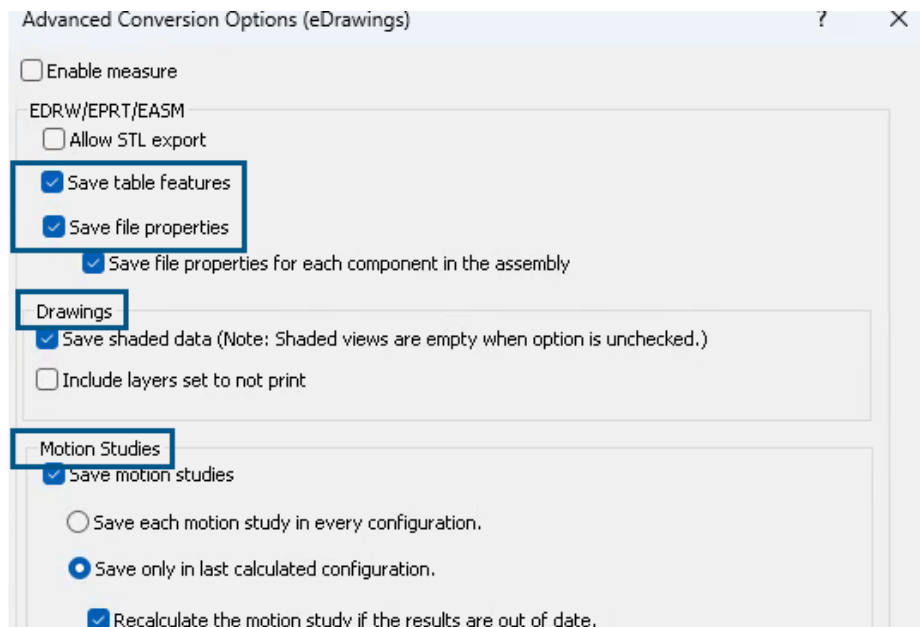 Advanced Conversion Options (eDrawings) ? X
Enable measure
EDRW/EPRT/EASM
Allow STL export
Save table features
Save file properties
Save file properties for each component in the assembly
Drawings
Save shaded data (Note: Shaded views are empty when option is unchecked.)
Include layers set to not print
Motion Studies
Save motion studies
Save each motion study in every configuration.
Save only in last calculated configuration.
Recalculate the motion study if the results are out of date.